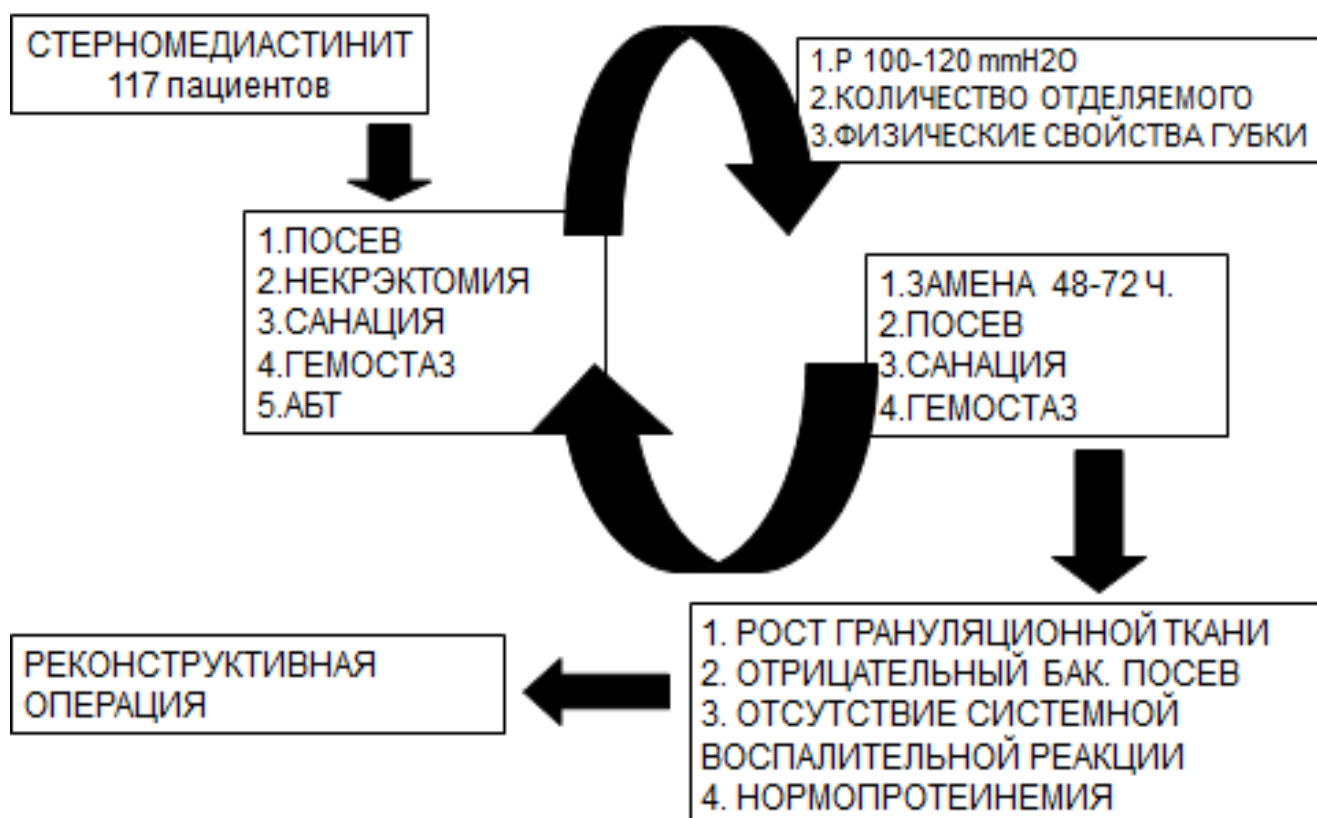 СТЕРНОМЕДИАСТИНИТ
117 пациентов
1.Р 100-120 mmH2O
2.КОЛИЧЕСТВО ОТДЕЛЯЕМОГО
3.ФИЗИЧЕСКИЕ СВОЙСТВА ГУБКИ
1.ПОСЕВ
2.НЕКРЭКТОМИЯ
3.САНАЦИЯ
4.ГЕМОСТАЗ
5.АБТ
1.ЗАМЕНА 48-72 Ч.
2.ПОСЕВ
3.САНАЦИЯ
4.ГЕМОСТАЗ
1. РОСТ ГРАНУЛЯЦИОННОЙ ТКАНИ
2. ОТРИЦАТЕЛЬНЫЙ БАК. ПОСЕВ
3. ОТСУТСТВИЕ СИСТЕМНОЙ
ВОСПАЛИТЕЛЬНОЙ РЕАКЦИИ
4. НОРМОПРОТЕИНЕМИЯ
РЕКОНСТРУКТИВНАЯ
ОПЕРАЦИЯ